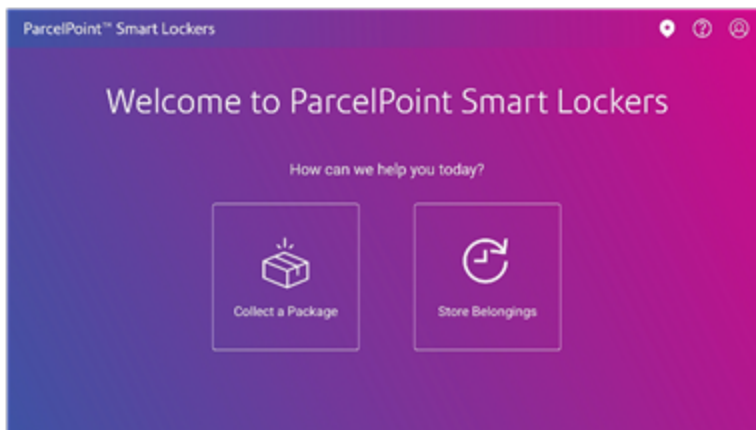 ParcelPoint™ Smart Lockers
Welcome to ParcelPoint Smart Lockers
How can we help you today?
Collect a Package
Store Belongings